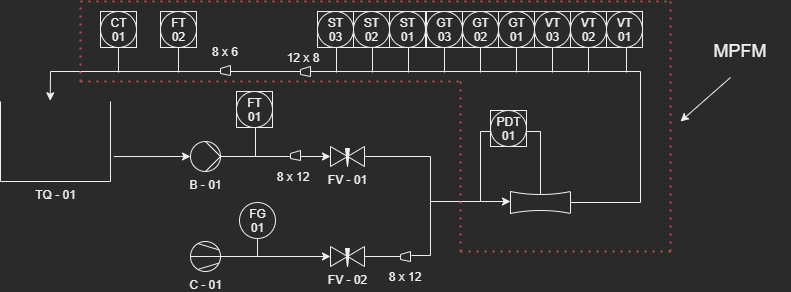 CT FT ST ST ST GT GT GT VT VT VT
01 02 03 02 01 03 02 01 03 02 01
8 x 6
12 x 8
MPFM
FT
01
PDT
01
8 x 12
B - 01
FV - 01
TQ - 01
FG
01
C - 01
FV - 02
8 x 12